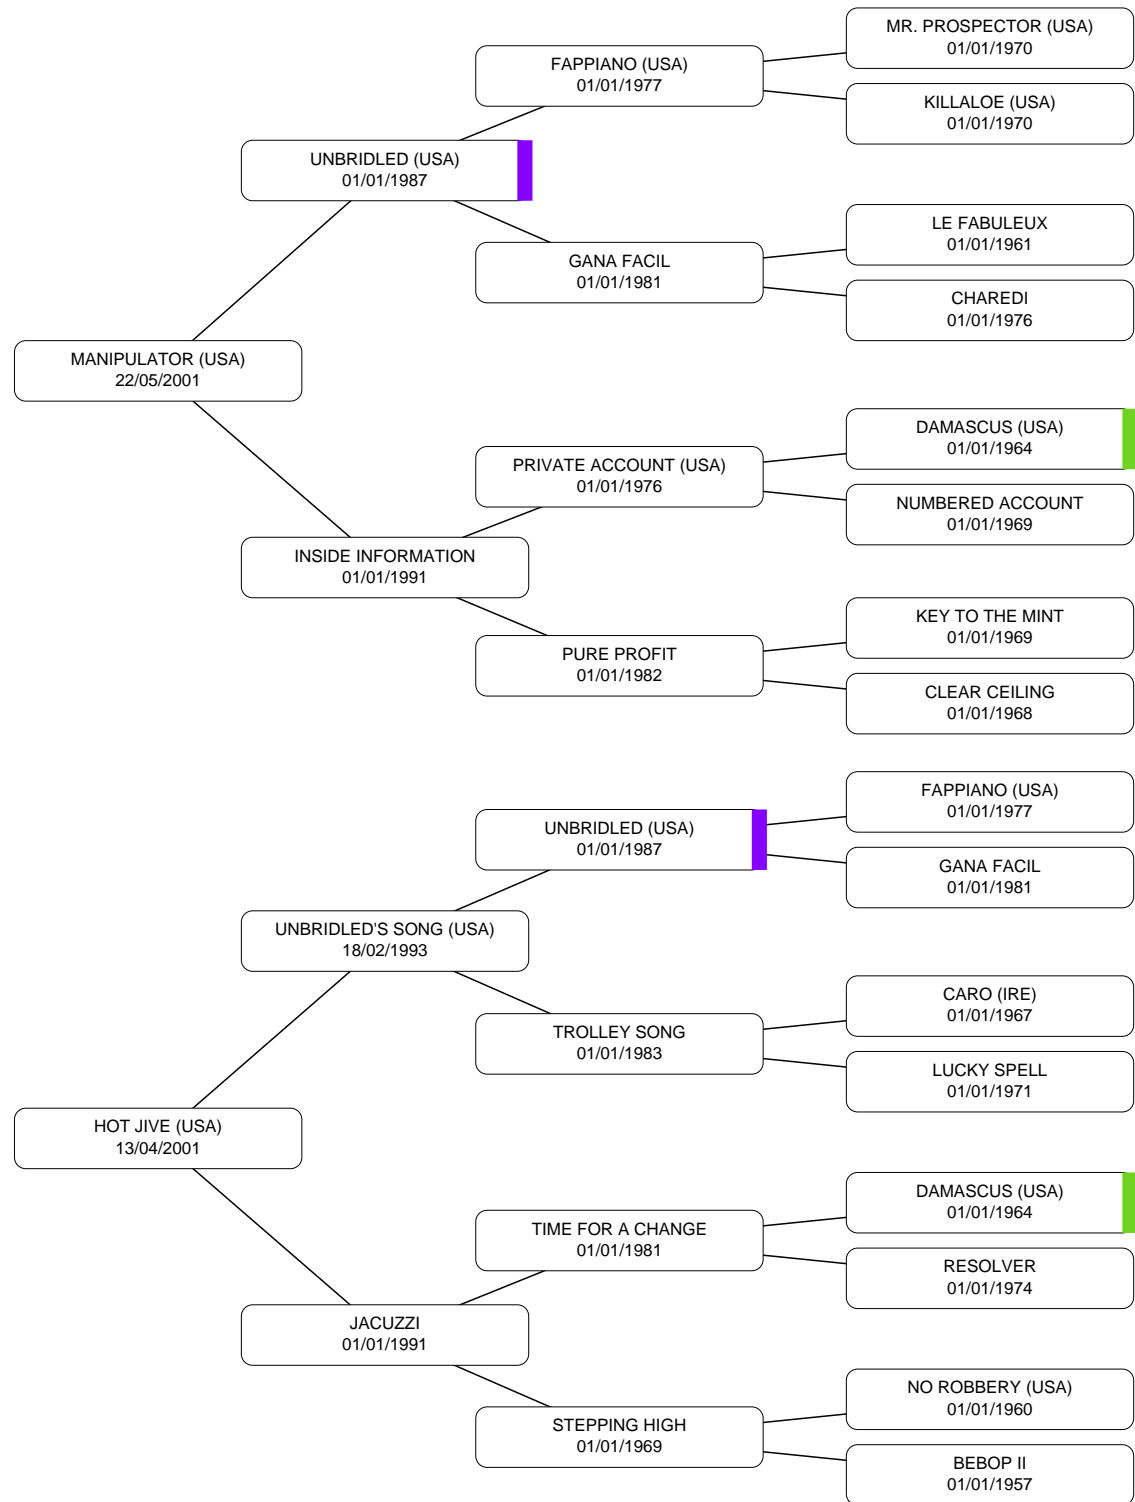 MR. PROSPECTOR (USA)
01/01/1970
FAPPIANO (USA)
01/01/1977
KILLALOE (USA)
01/01/1970
UNBRIDLED (USA)
01/01/1987
LE FABULEUX
01/01/1961
GANA FACIL
01/01/1981
CHAREDI
01/01/1976
MANIPULATOR (USA)
22/05/2001
DAMASCUS (USA)
01/01/1964
PRIVATE ACCOUNT (USA)
01/01/1976
NUMBERED ACCOUNT
01/01/1969
INSIDE INFORMATION
01/01/1991
KEY TO THE MINT
01/01/1969
PURE PROFIT
01/01/1982
CLEAR CEILING
01/01/1968
FAPPIANO (USA)
01/01/1977
UNBRIDLED (USA)
01/01/1987
GANA FACIL
01/01/1981
UNBRIDLED'S SONG (USA)
18/02/1993
CARO (IRE)
01/01/1967
TROLLEY SONG
01/01/1983
LUCKY SPELL
01/01/1971
HOT JIVE (USA)
13/04/2001
DAMASCUS (USA)
01/01/1964
TIME FOR A CHANGE
01/01/1981
RESOLVER
01/01/1974
JACUZZI
01/01/1991
NO ROBBERY (USA)
01/01/1960
STEPPING HIGH
01/01/1969
BEBOP II
01/01/1957